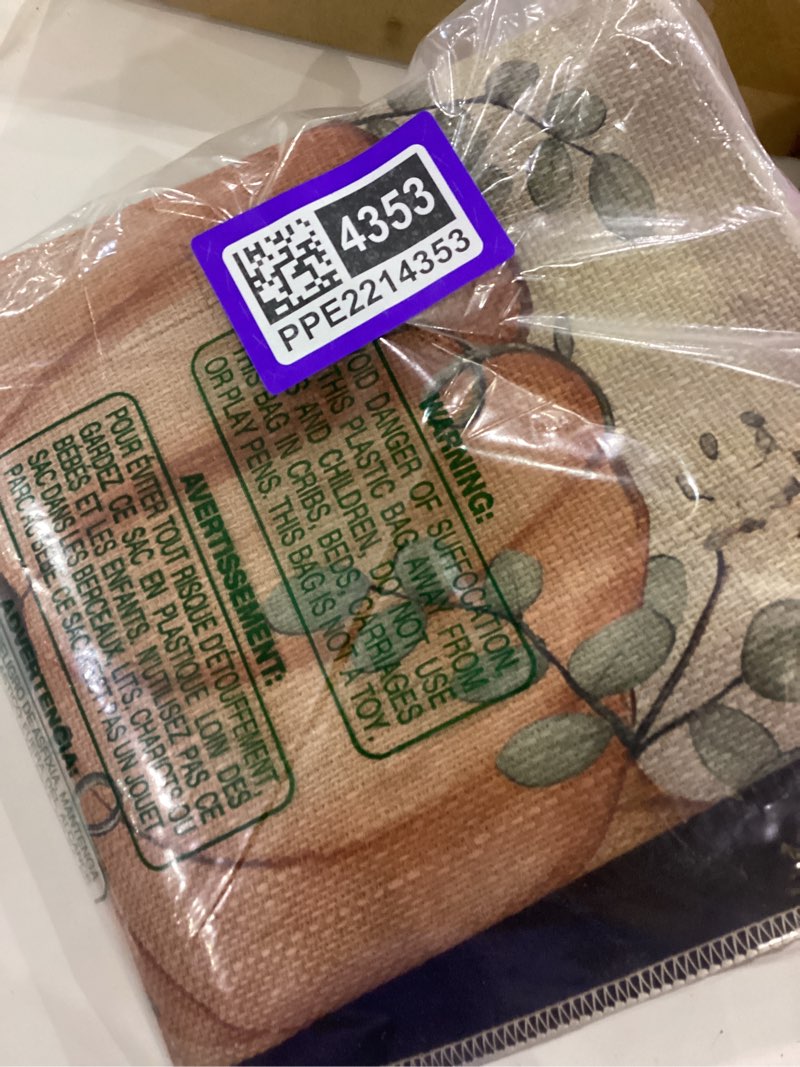 4353
PPE2214353
WARNING:
OID DANGER OF SUFFOCATION,
THIS PLASTIC BAG AWAY FROM
S AND CHILDREN, DO NOT USE
THIS BAG IN CRIBS, BEDS, CARRIAGES
OR PLAY PENS. THIS BAG IS NOT A TOY.
AVERTISSEMENT:
POUR ÉVITER TOUT RISQUE D'ÉTOUFFEMENT,
GARDEZ CE SAC EN PLASTIQUE LOIN DES
BÉBÉS ET LES ENFANTS. N'UTILISEZ PAS CE
SAC DANS LES BERCEAUX, LITS, CHARIOTS OU
PARC À BÉBÉ. CE SAC N'EST PAS UN JOUET.
ADVERTENCIA: